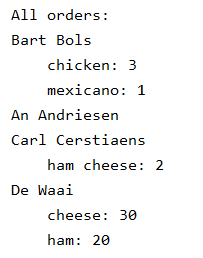 All orders:
Bart Bols
    chicken: 3
    mexicano: 1
An Andriesen
Carl Cerstiaens
    ham cheese: 2
De Waai
    cheese: 30
    ham: 20